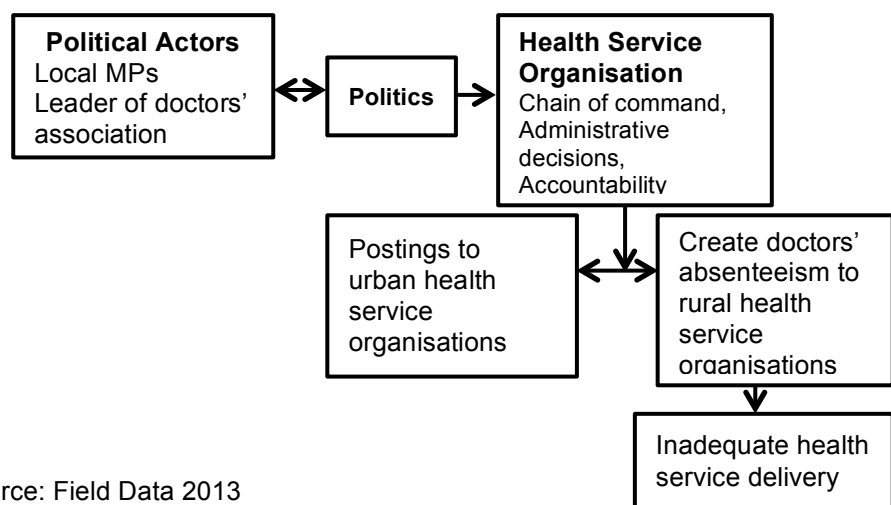 Political Actors
Local MPs
Leader of doctors'
association
Politics
Health Service
Organisation
Chain of command,
Administrative
decisions,
Accountability
Postings to
urban health
service
organisations
Create doctors'
absenteeism to
rural health
service
organisations
Inadequate health
service delivery
rce: Field Data 2013